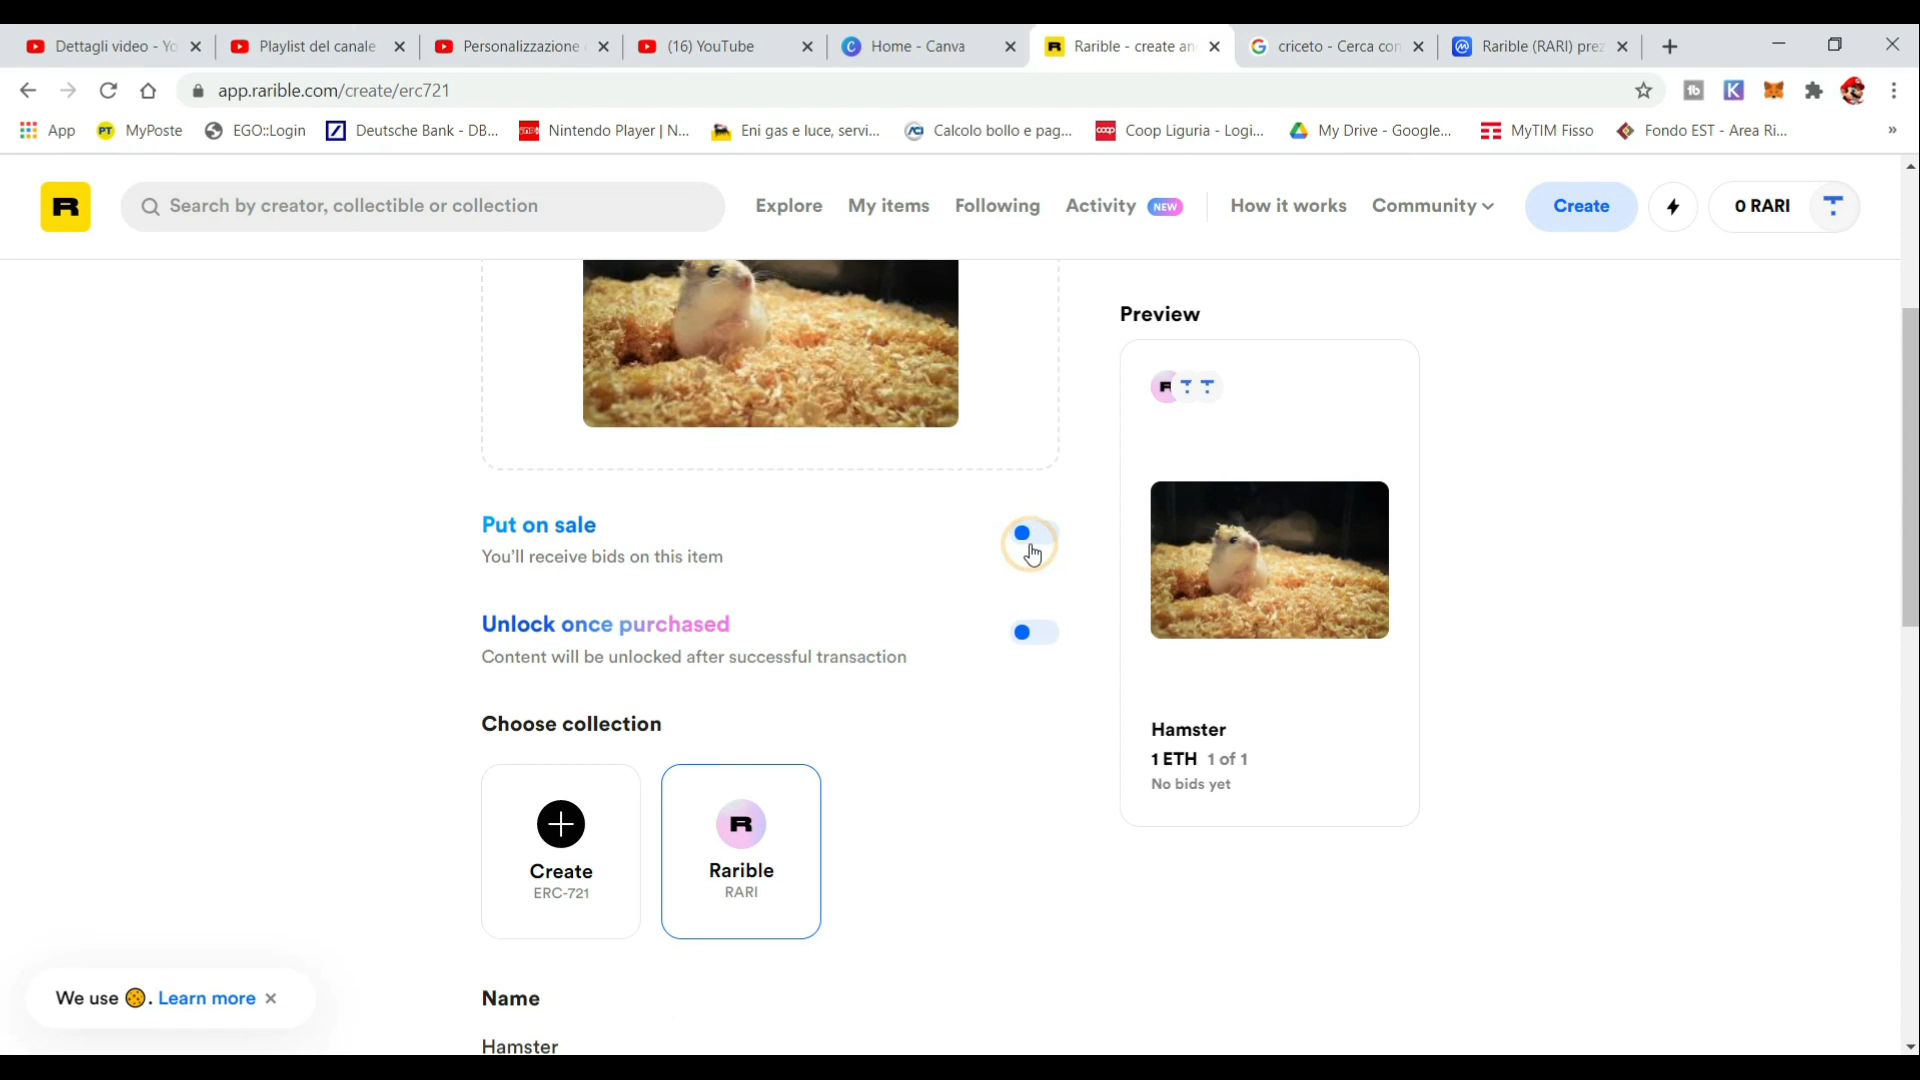 Dettagli video - Yo
Playlist del canale
Personalizzazione
(16) YouTube
Home - Canva
Rarible - create an
criceto - Cerca con
Rarible (RARI) prez
app.rarible.com/create/erc721
App
MyPoste
EGO::Login
Deutsche Bank - DB...
Nintendo Player | N...
Eni gas e luce, servi...
Calcolo bollo e pag...
Coop Liguria - Logi...
My Drive - Google...
MyTIM Fisso
Fondo EST - Area Ri...
»
R
Search by creator, collectible or collection
Explore
My items
Following
Activity NEW
How it works
Community
Create
0 RARI
Preview
Put on sale
You'll receive bids on this item
Unlock once purchased
Content will be unlocked after successful transaction
Choose collection
Create
ERC-721
R
Rarible
RARI
Hamster
1 ETH 1 of 1
No bids yet
We use 🍪. Learn more ×
Name
Hamster